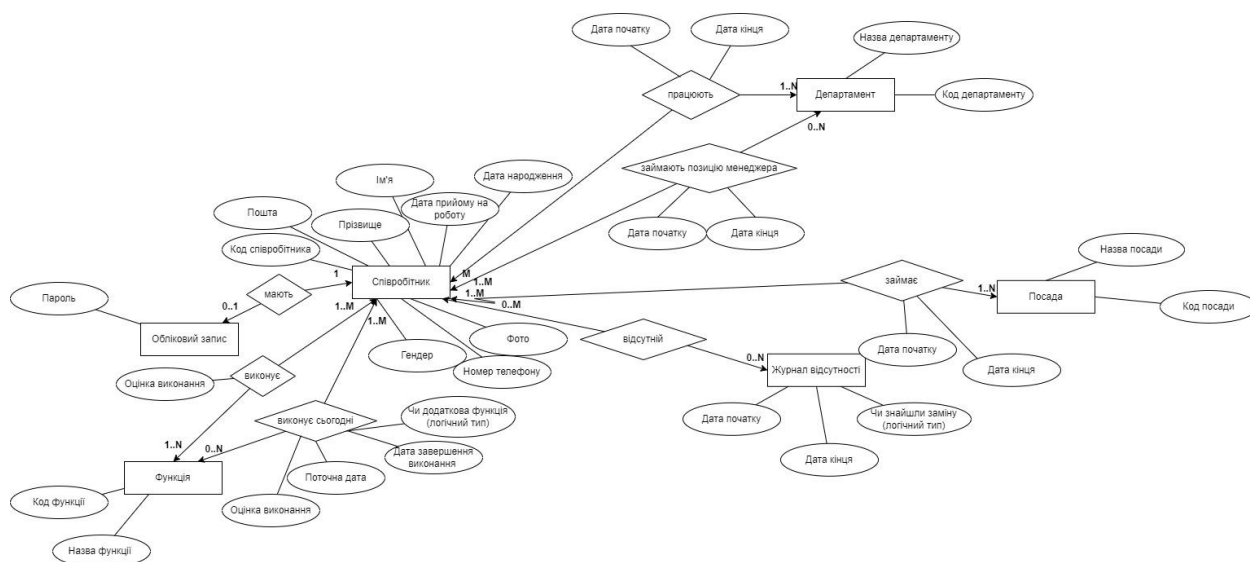 Дата початку
Дата кінця
Назва департаменту
працюють
1..N
Департамент
Код департаменту
0..N
займають позицію менеджера
Ім'я
Дата народження
Дата прийому на
роботу
Пошта
Прізвище
Дата початку
Дата кінця
Код співробітника
Назва посади
1
Співробітник
М
1..М
1..М
0..М
займає
1..N
Посада
Код посади
мають
Пароль
0..1
1..М
1..М
Обліковий запис
Фото
відсутній
Гендер
Номер телефону
Дата початку
0..N
Журнал відсутності
Дата кінця
Оцінка виконання
виконує
виконує сьогодні
Чи додаткова функція
(логічний тип)
Дата початку
Чи знайшли заміну
(логічний тип)
1..N
0..N
Дата завершення
виконання
Дата кінця
Функція
Поточна дата
Код функції
Оцінка виконання
Назва функції